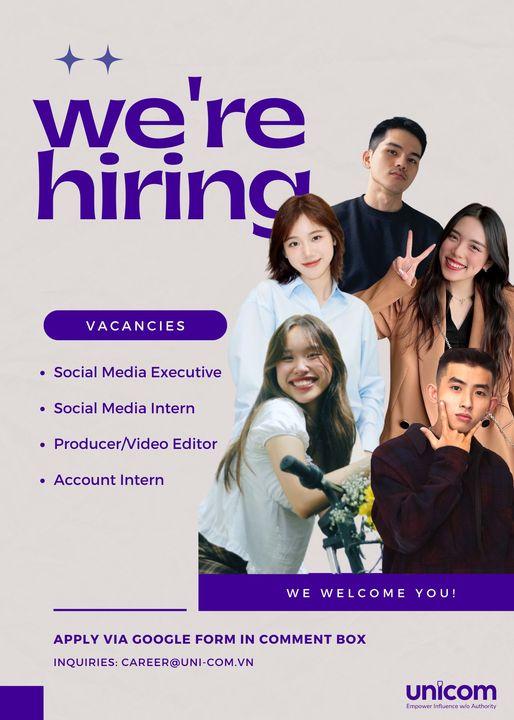 we're
hiring
VACANCIES
• Social Media Executive
• Social Media Intern
• Producer/Video Editor
• Account Intern
WE WELCOME YOU!
APPLY VIA GOOGLE FORM IN COMMENT BOX
INQUIRIES: CAREER@UNI-COM.VN
unicom
Empower Influence w/o Authority